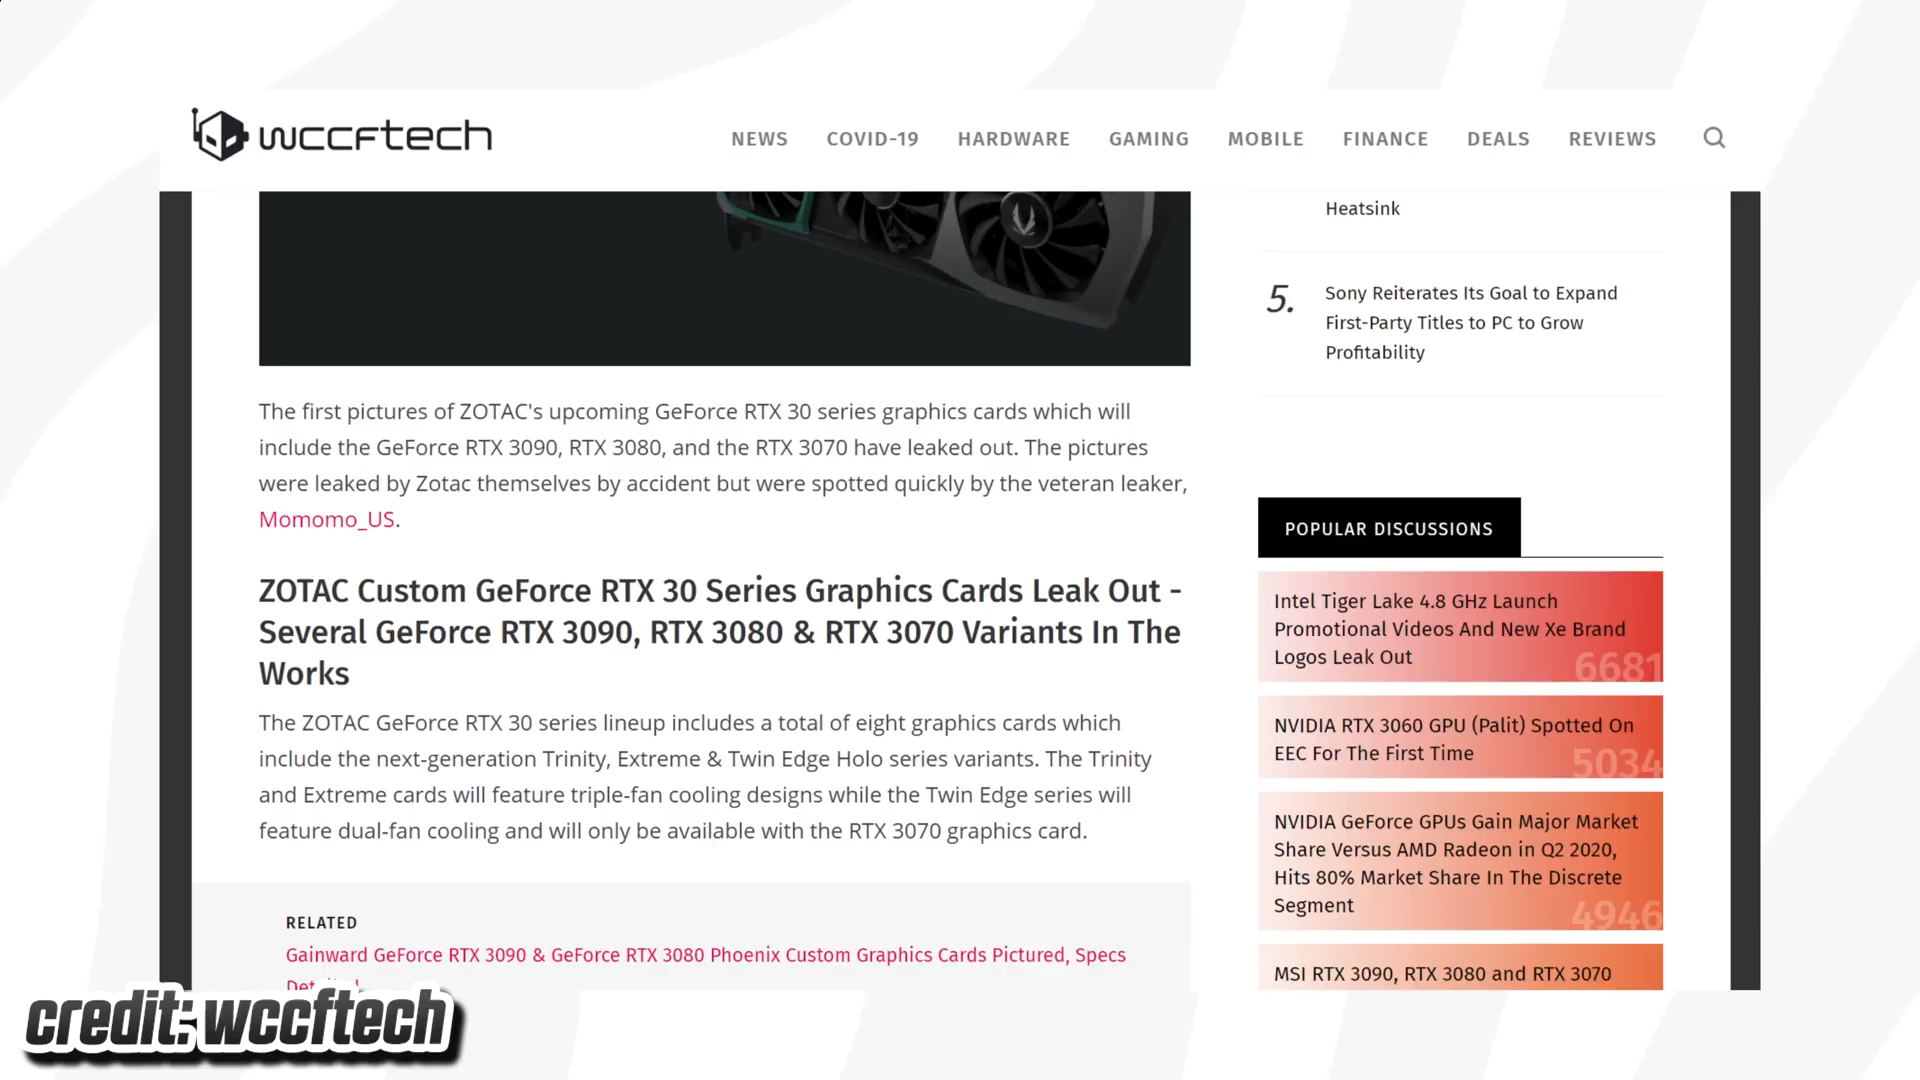 wccftech
NEWS COVID-19 HARDWARE GAMING MOBILE FINANCE DEALS REVIEWS
The first pictures of ZOTAC's upcoming GeForce RTX 30 series graphics cards which will
include the GeForce RTX 3090, RTX 3080, and the RTX 3070 have leaked out. The pictures
were leaked by Zotac themselves by accident but were spotted quickly by the veteran leaker,
Momomo_US.
ZOTAC Custom GeForce RTX 30 Series Graphics Cards Leak Out -
Several GeForce RTX 3090, RTX 3080 & RTX 3070 Variants In The
Works
The ZOTAC GeForce RTX 30 series lineup includes a total of eight graphics cards which
include the next-generation Trinity, Extreme & Twin Edge Holo series variants. The Trinity
and Extreme cards will feature triple-fan cooling designs while the Twin Edge series will
feature dual-fan cooling and will only be available with the RTX 3070 graphics card.
RELATED
Gainward GeForce RTX 3090 & GeForce RTX 3080 Phoenix Custom Graphics Cards Pictured, Specs
Heatsink
5.
Sony Reiterates Its Goal to Expand
First-Party Titles to PC to Grow
Profitability
POPULAR DISCUSSIONS
Intel Tiger Lake 4.8 GHz Launch
Promotional Videos And New Xe Brand
Logos Leak Out
6681
NVIDIA RTX 3060 GPU (Palit) Spotted On
EEC For The First Time
5034
NVIDIA GeForce GPUs Gain Major Market
Share Versus AMD Radeon in Q2 2020,
Hits 80% Market Share In The Discrete
Segment
4946
MSI RTX 3090, RTX 3080 and RTX 3070
credit: wccftech